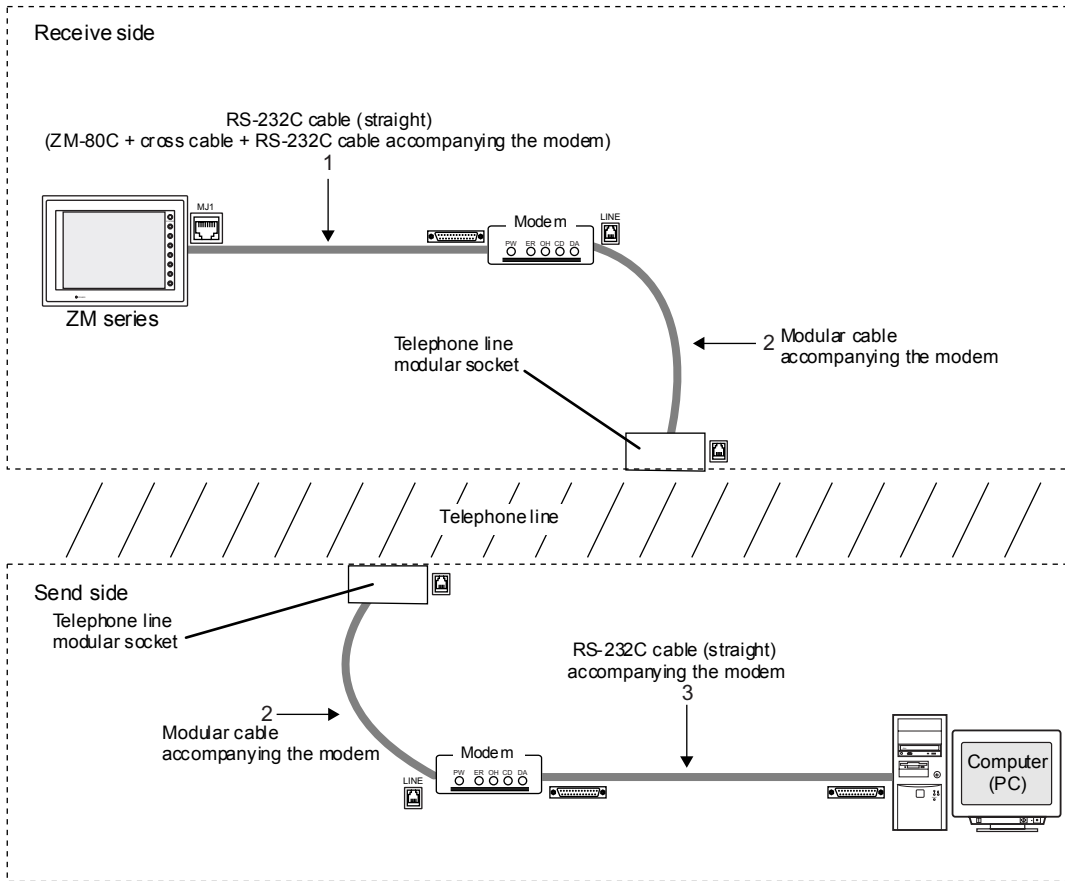 Receive side
RS-232C cable (straight)
(ZM-80C + cross cable + RS-232C cable accompanying the modem)
1
MJ1
Modem
LINE
PW ER OH CD DA
ZM series
Telephone line
modular socket
2 Modular cable
accompanying the modem
Telephone line
Send side
Telephone line
modular socket
RS-232C cable (straight)
accompanying the modem
3
2
Modular cable
accompanying the modem
Modem
PW ER OH CD DA
LINE
Computer
(PC)